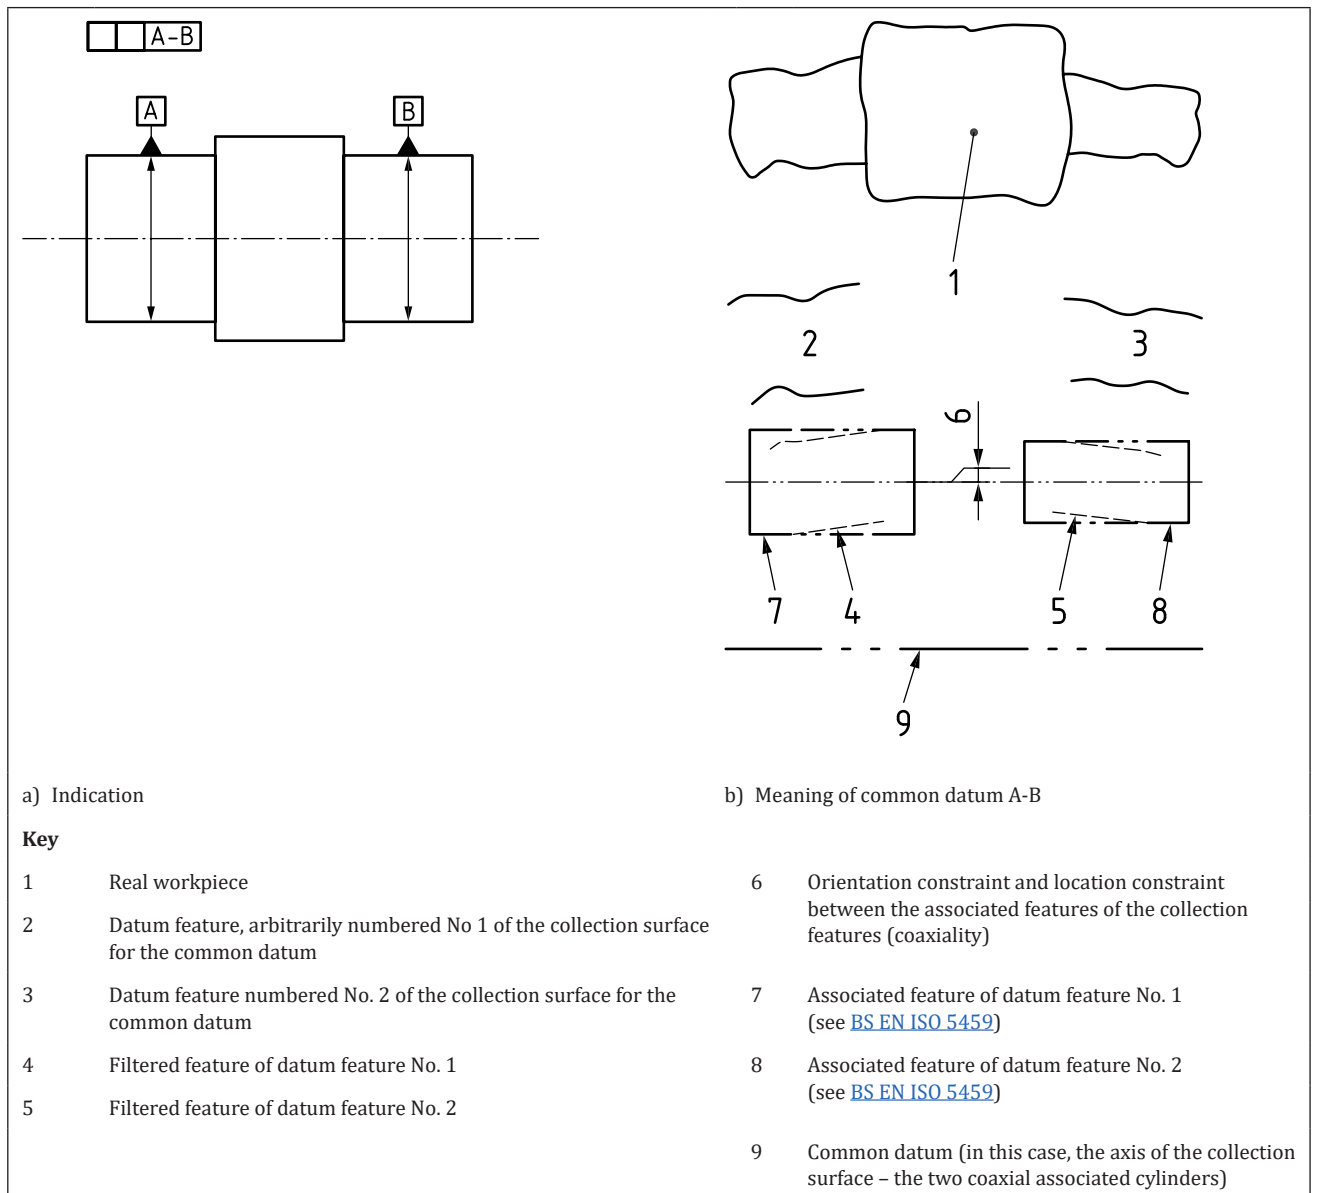 A-B
A
B
1
2
3
6
7
4
5
8
9
a) Indication
b) Meaning of common datum A-B
Key
1 Real workpiece
2 Datum feature, arbitrarily numbered No 1 of the collection surface
for the common datum
3 Datum feature numbered No. 2 of the collection surface for the
common datum
4 Filtered feature of datum feature No. 1
5 Filtered feature of datum feature No. 2
6 Orientation constraint and location constraint
between the associated features of the collection
features (coaxiality)
7 Associated feature of datum feature No. 1
(see BS EN ISO 5459)
8 Associated feature of datum feature No. 2
(see BS EN ISO 5459)
9 Common datum (in this case, the axis of the collection
surface – the two coaxial associated cylinders)